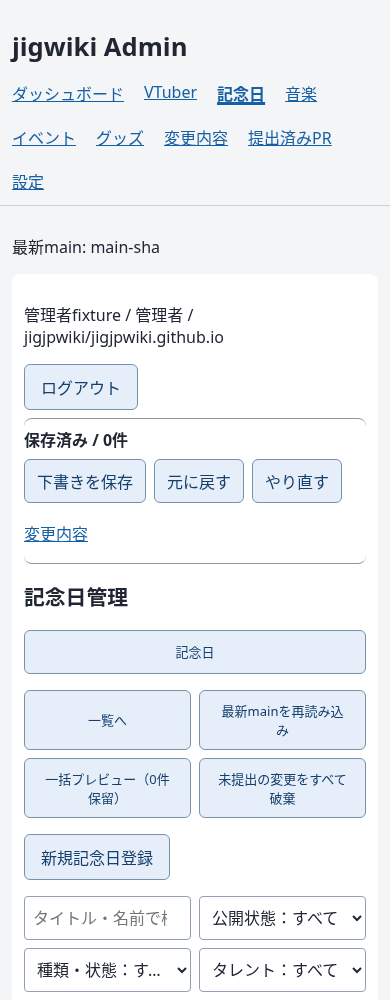 jigwiki Admin
ダッシュボード VTuber 記念日 音楽
イベント グッズ 変更内容 提出済みPR
設定
最新main: main-sha
管理者fixture / 管理者 /
jigjpwiki/jigjpwiki.github.io
ログアウト
保存済み / 0件
下書きを保存 元に戻す やり直す
変更内容
記念日管理
記念日
一覧へ 最新mainを再読み込
み
一括プレビュー（0件
保留） 未提出の変更をすべて
破棄
新規記念日登録
タイトル・名前で 公開状態：すべて
種類・状態：す... タレント：すべて